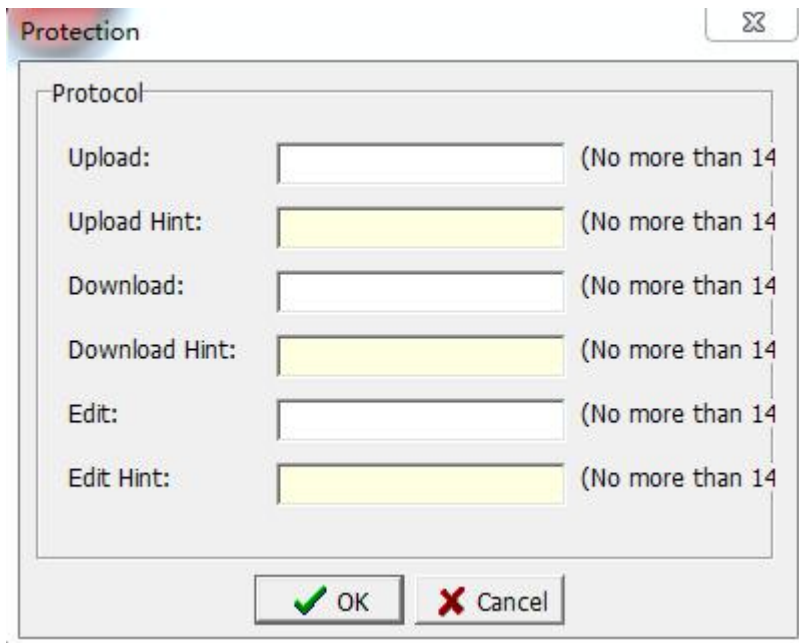 Protection
Protocol
Upload: (No more than 14
Upload Hint: (No more than 14
Download: (No more than 14
Download Hint: (No more than 14
Edit: (No more than 14
Edit Hint: (No more than 14
OK Cancel